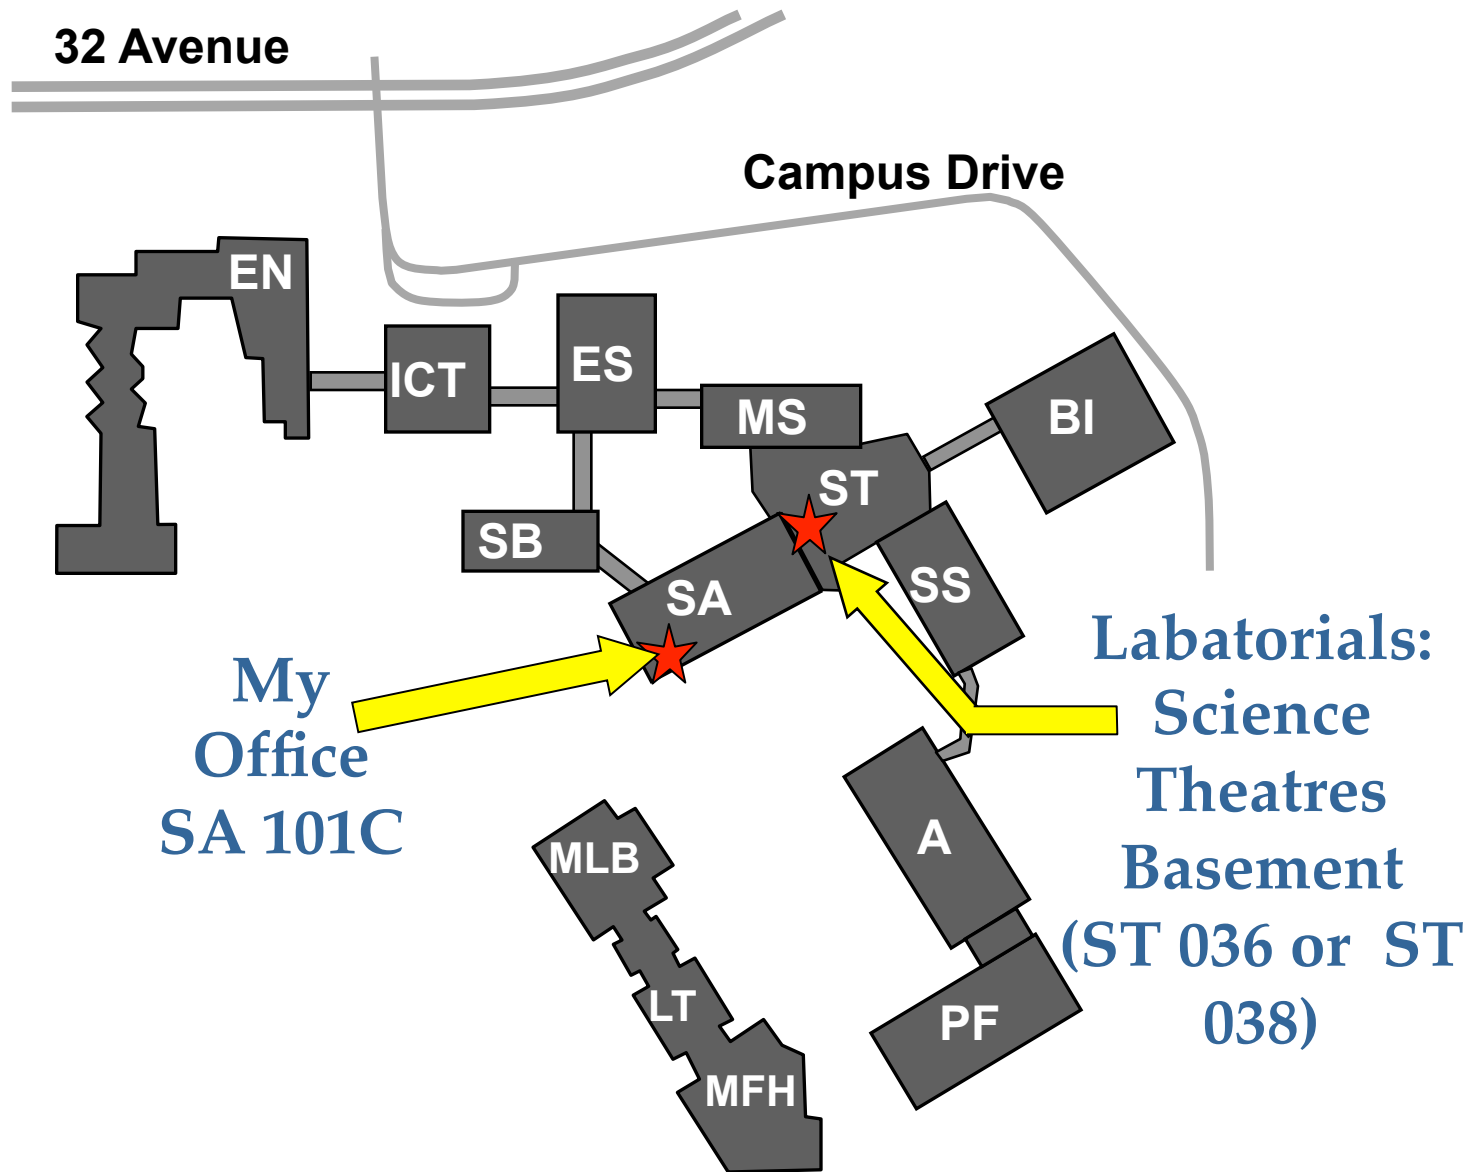 32 Avenue
Campus Drive
EN
ICT
ES
MS
BI
ST
SB
SA
SS
My
Office
SA 101C
Labatorials:
Science
Theatres
Basement
(ST 036 or  ST
038)
A
MLB
LT
PF
MFH